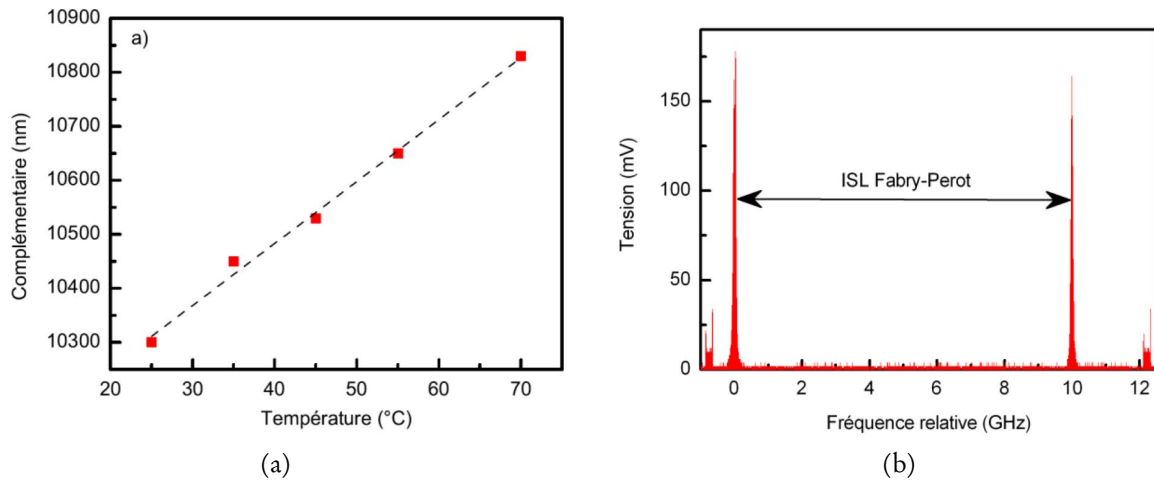 a)
10900
10800
10700
10600
10500
10400
10300
Complémentaire (nm)
20 30 40 50 60 70
Température (°C)
(a)
ISL Fabry-Perot
150
100
50
0
Tension (mV)
0 2 4 6 8 10 12
Fréquence relative (GHz)
(b)